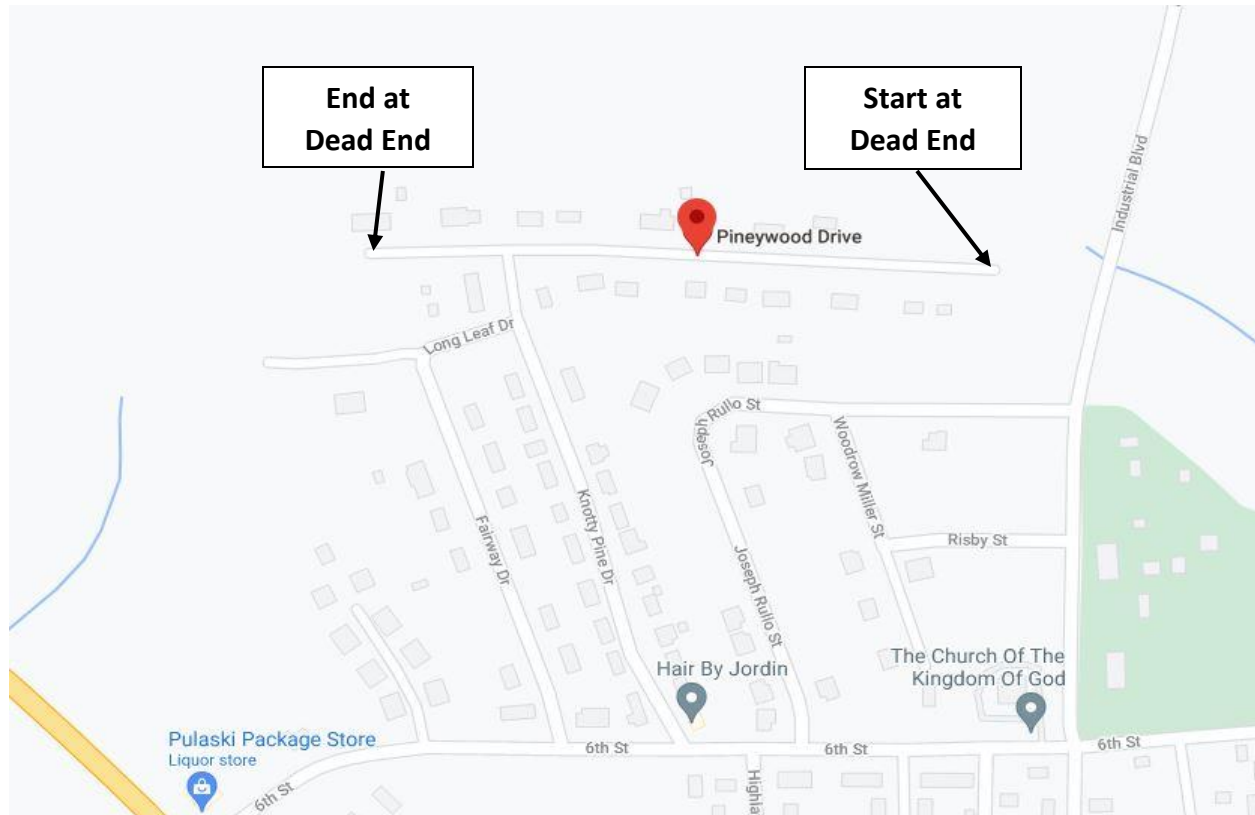 End at
Dead End
Start at
Dead End
Industrial Blvd
Pineywood Drive
Long Leaf Dr
Joseph Rullo St
Woodrow Miller St
Knotty Pine Dr
Fairway Dr
Risby St
Joseph Rullo St
Hair By Jordin
The Church Of The
Kingdom Of God
Pulaski Package Store
Liquor store
6th St
6th St
6th St
6th St
Highla